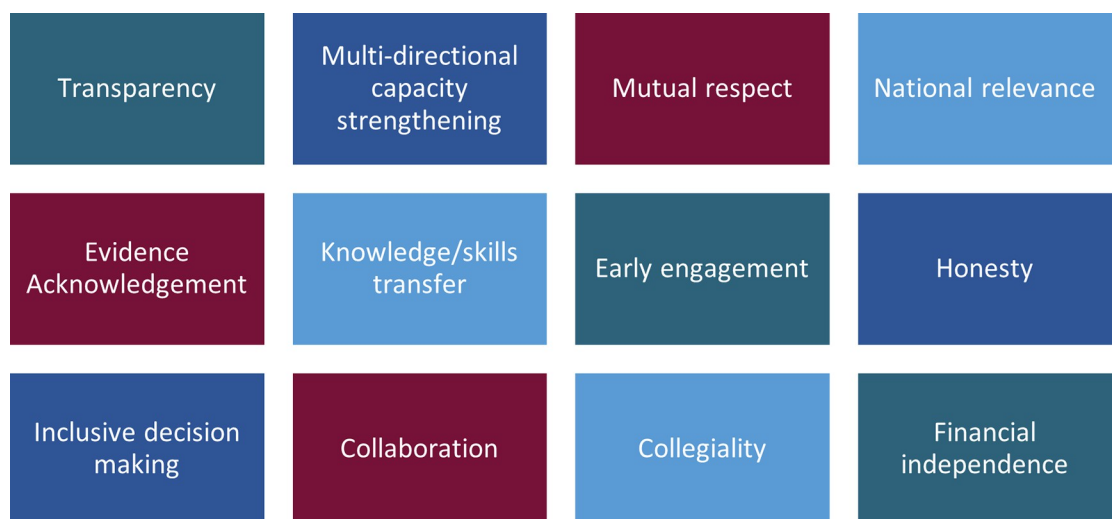 Transparency
Multi-directional
capacity
strengthening
Mutual respect
National relevance
Evidence
Acknowledgement
Knowledge/skills
transfer
Early engagement
Honesty
Inclusive decision
making
Collaboration
Collegiality
Financial
independence